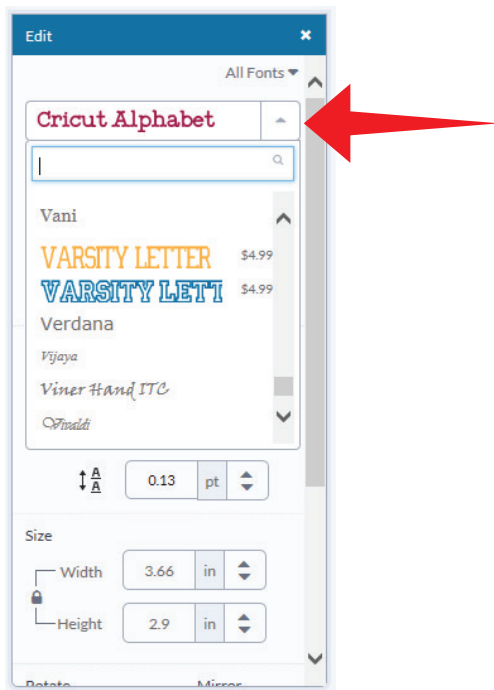 Edit
All Fonts
Cricut Alphabet
Vani
VARSITY LETTER $4.99
VARSITY LETT $4.99
Verdana
Vijaya
Viner Hand ITC
Vivaldi
A
A
0.13 pt
Size
Width 3.66 in
Height 2.9 in
Rotate Mirror